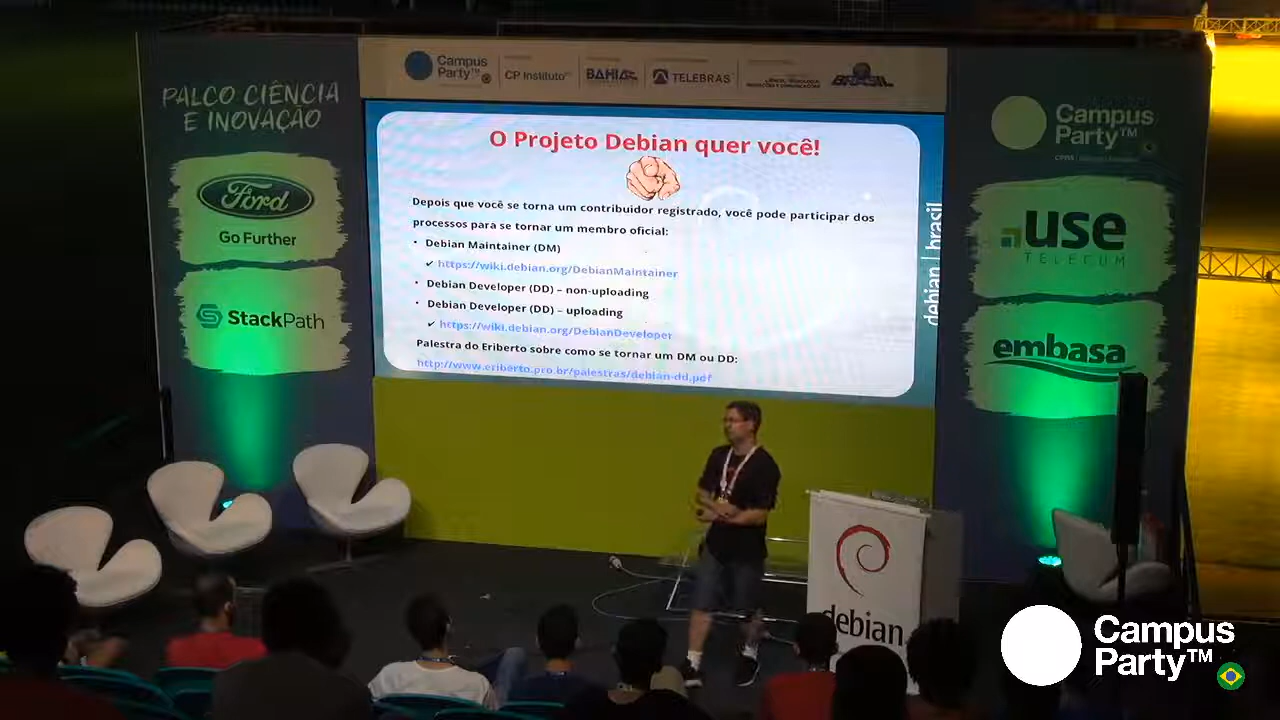 Campus
Party™
CP Instituto
BAHIA
TELEBRAS
BRASIL
PALCO CIÊNCIA
E INOVAÇÃO
Ford
Go Further
StackPath
O Projeto Debian quer você!
Depois que você se torna um contribuidor registrado, você pode participar dos
processos para se tornar um membro oficial:
• Debian Maintainer (DM)
✔ https://wiki.debian.org/DebianMaintainer
• Debian Developer (DD) – non-uploading
• Debian Developer (DD) – uploading
✔ https://wiki.debian.org/DebianDeveloper
Palestra do Eriberto sobre como se tornar um DM ou DD:
http://www.eriberto.pro.br/palestras/debian-dd.pdf
debian | brasil
Campus
Party™
USE
TELECOM
embasa
debian
Campus
Party™